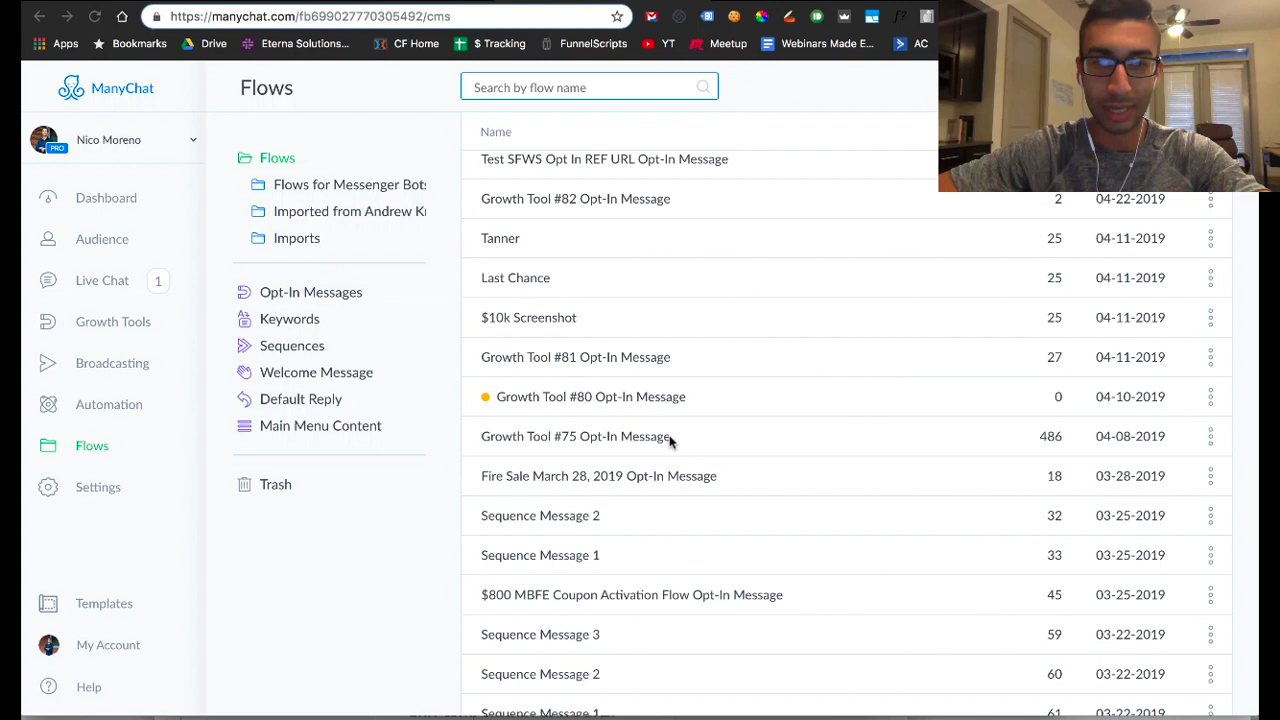 https://manychat.com/fb699027770305492/cms
Apps
Bookmarks
Drive
Eterna Solutions...
CF Home
$ Tracking
FunnelScripts
YT
Meetup
Webinars Made E...
AC
ManyChat
Flows
Search by flow name
PRO
Nico Moreno
Dashboard
Audience
Live Chat
1
Growth Tools
Broadcasting
Automation
Flows
Settings
Templates
My Account
Help
Flows
Flows for Messenger Bots
Imported from Andrew K
Imports
Opt-In Messages
Keywords
Sequences
Welcome Message
Default Reply
Main Menu Content
Trash
Name
Test SFWS Opt In REF URL Opt-In Message
Growth Tool #82 Opt-In Message 2 04-22-2019
Tanner 25 04-11-2019
Last Chance 25 04-11-2019
$10k Screenshot 25 04-11-2019
Growth Tool #81 Opt-In Message 27 04-11-2019
Growth Tool #80 Opt-In Message 0 04-10-2019
Growth Tool #75 Opt-In Message 486 04-08-2019
Fire Sale March 28, 2019 Opt-In Message 18 03-28-2019
Sequence Message 2 32 03-25-2019
Sequence Message 1 33 03-25-2019
$800 MBFE Coupon Activation Flow Opt-In Message 45 03-25-2019
Sequence Message 3 59 03-22-2019
Sequence Message 2 60 03-22-2019
Sequence Message 1 61 03-22-2019